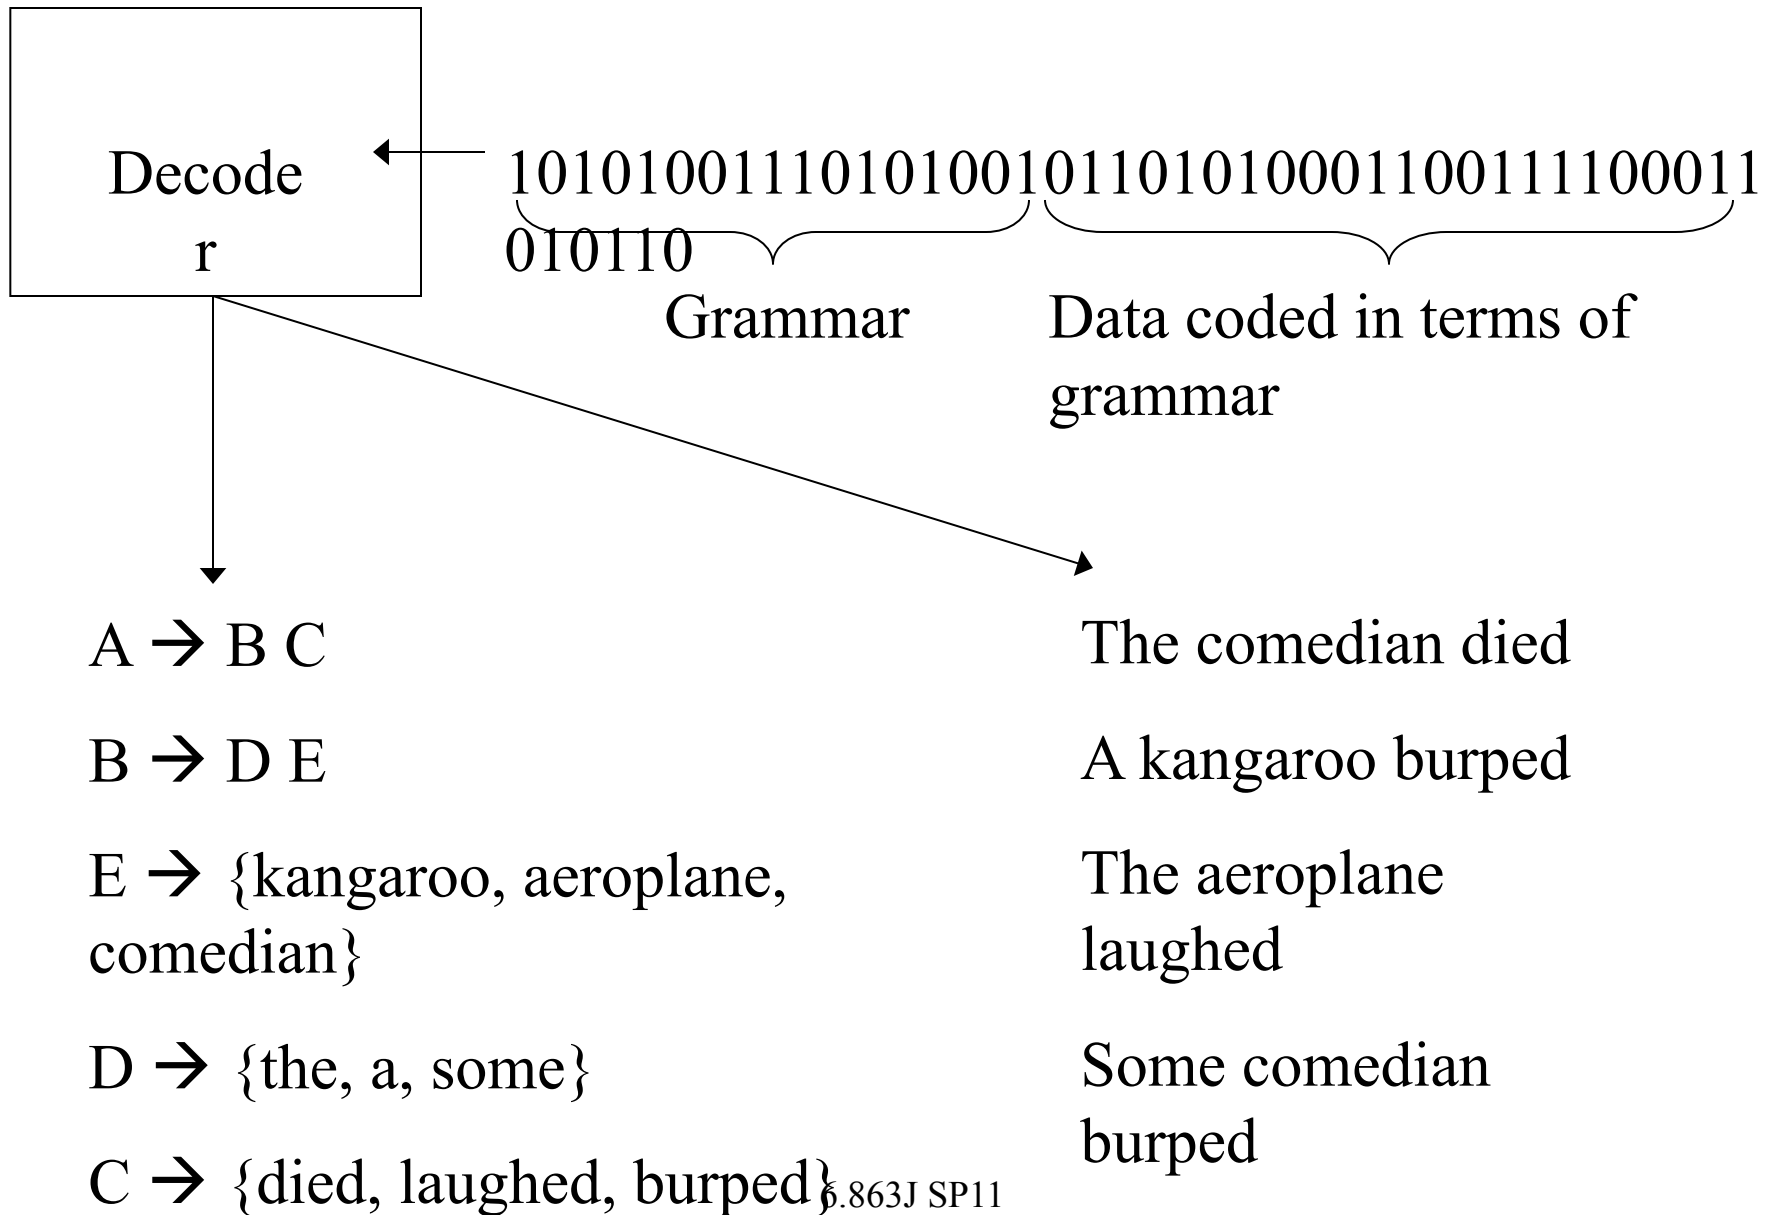 Decode
r
1010100111010100101101010001100111100011
010110
Grammar
Data coded in terms of
grammar
A → B C
B → D E
E → {kangaroo, aeroplane,
comedian}
D → {the, a, some}
C → {died, laughed, burped}
The comedian died
A kangaroo burped
The aeroplane
laughed
Some comedian
burped
6.863J SP11